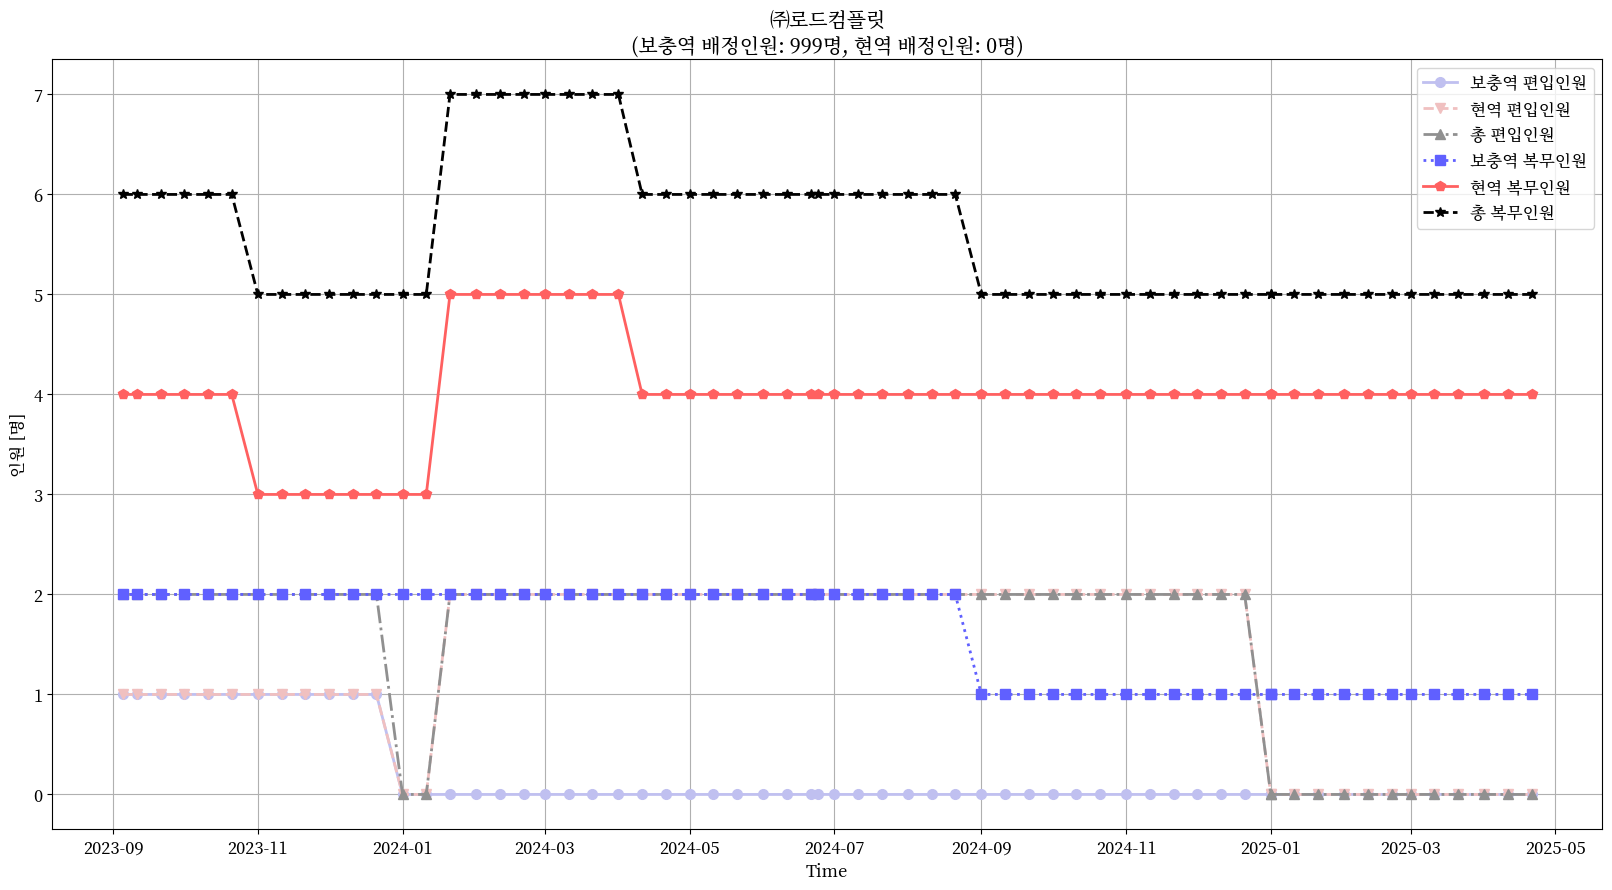 ㈜로드컴플릿
(보충역 배정인원: 999명, 현역 배정인원: 0명)
보충역 편입인원
현역 편입인원
총 편입인원
보충역 복무인원
현역 복무인원
총 복무인원
인원 [명]
7
6
5
4
3
2
1
0
2023-09
2023-11
2024-01
2024-03
2024-05
2024-07
2024-09
2024-11
2025-01
2025-03
2025-05
Time